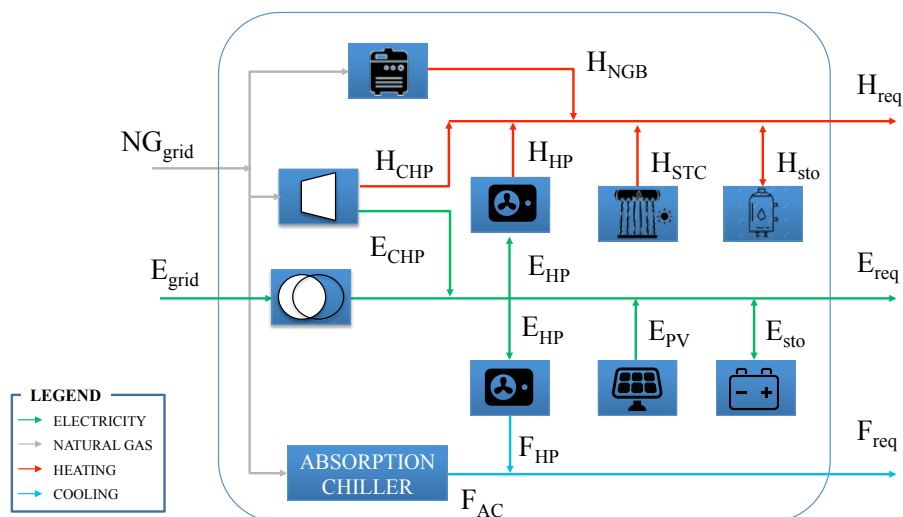 H_NGB
H_req
NG_grid
H_CHP
H_HP
H_STC
H_sto
E_CHP
E_grid
E_HP
E_req
E_HP
E_PV
E_sto
LEGEND
ELECTRICITY
NATURAL GAS
HEATING
COOLING
F_HP
F_req
ABSORPTION
CHILLER
F_AC